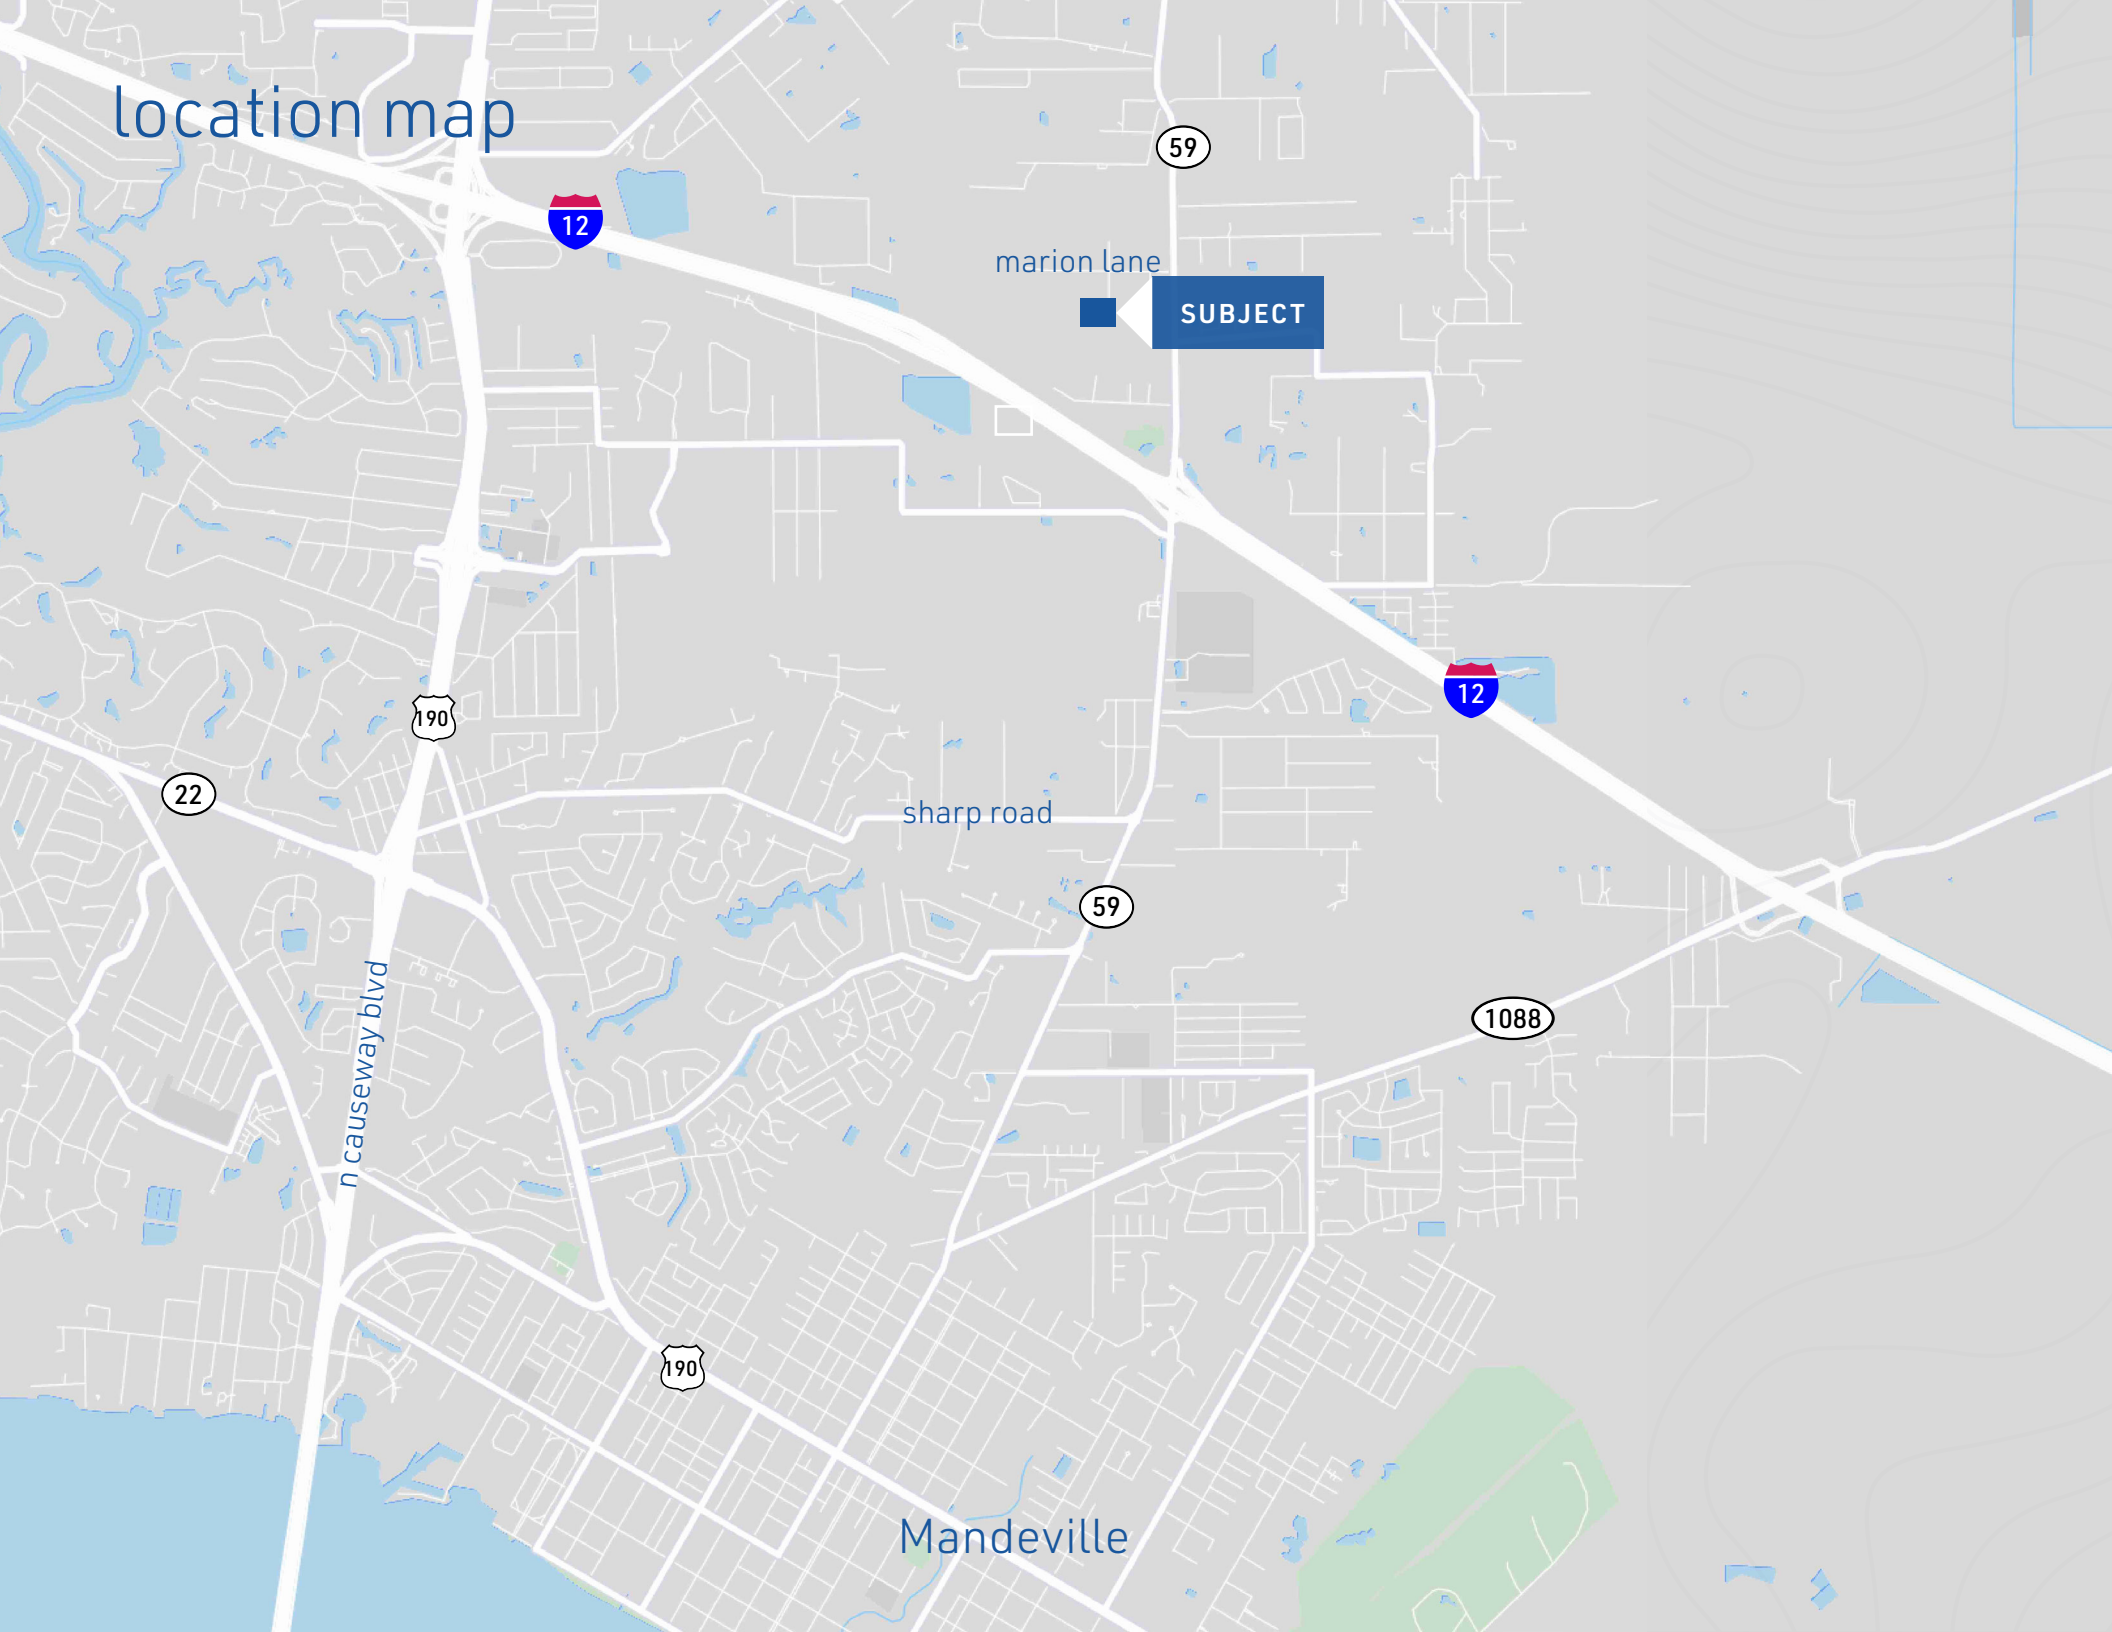 location map
59
12
marion lane
SUBJECT
12
190
22
sharp road
59
n causeway blvd
1088
190
Mandeville